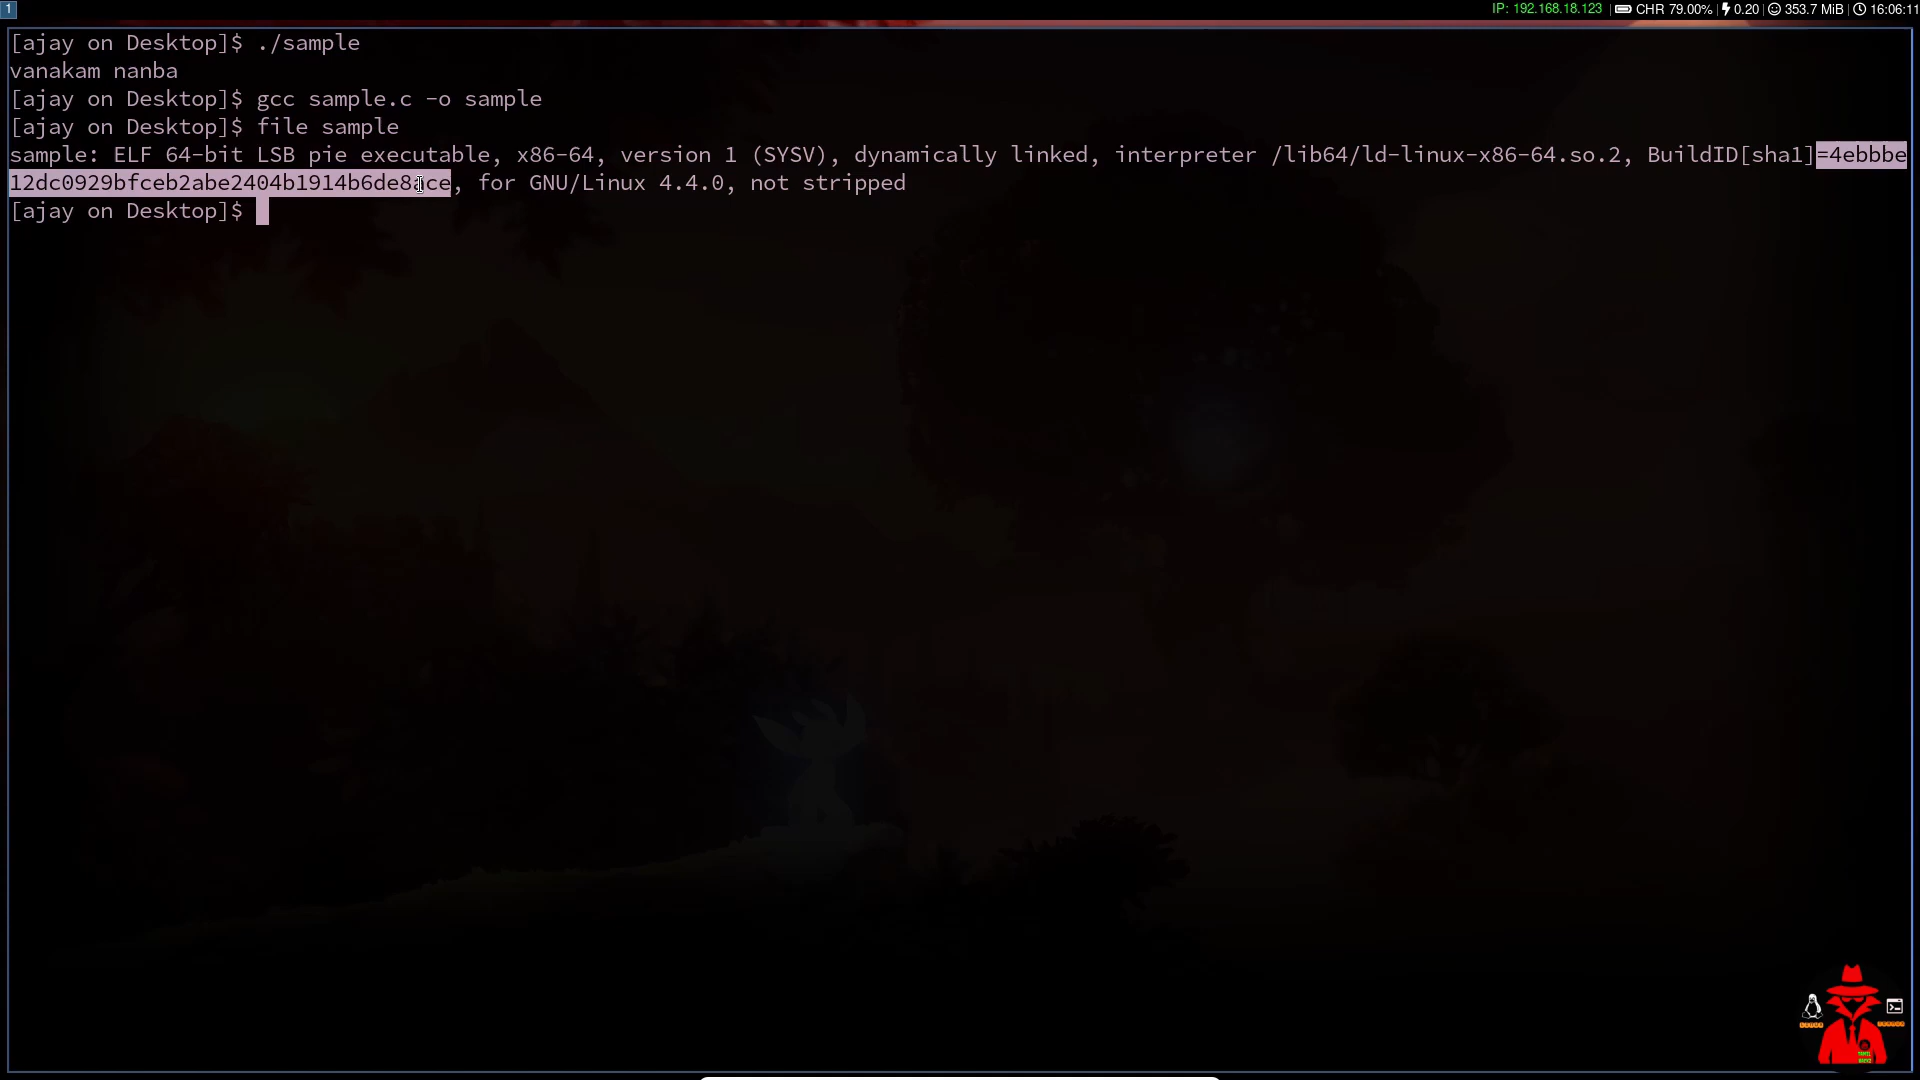 1
IP: 192.168.18.123 | CHR 79.00% | 0.20 | 353.7 MiB | 16:06:11
[ajay on Desktop]$ ./sample
vanakam nanba
[ajay on Desktop]$ gcc sample.c -o sample
[ajay on Desktop]$ file sample
sample: ELF 64-bit LSB pie executable, x86-64, version 1 (SYSV), dynamically linked, interpreter /lib64/ld-linux-x86-64.so.2, BuildID[sha1]=4ebbbe
12dc0929bfceb2abe2404b1914b6de8ace, for GNU/Linux 4.4.0, not stripped
[ajay on Desktop]$